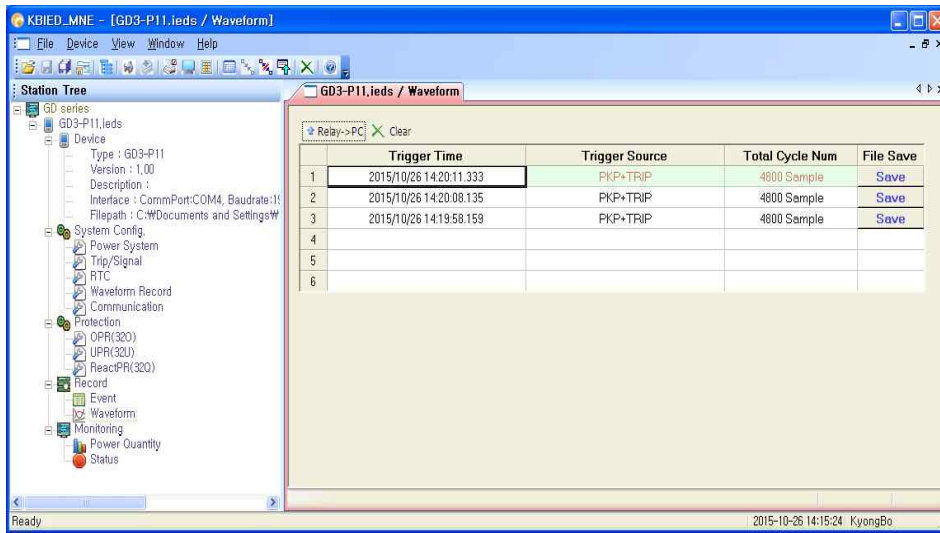 KBIED_MNE - [GD3-P11.ieds / Waveform]
File Device View Window Help
Station Tree
GD3-P11.ieds / Waveform
GD series
GD3-P11.ieds
Device
Type : GD3-P11
Version : 1.00
Description :
Interface : CommPort:COM4, Baudrate:1
Filepath : C:₩Documents and Settings₩
System Config.
Power System
Trip/Signal
RTC
Waveform Record
Communication
Protection
OPR(32O)
UPR(32U)
ReactPR(32Q)
Record
Event
Waveform
Monitoring
Power Quantity
Status
Relay->PC Clear
Trigger Time Trigger Source Total Cycle Num File Save
1 2015/10/26 14:20:11.333 PKP+TRIP 4800 Sample Save
2 2015/10/26 14:20:08.135 PKP+TRIP 4800 Sample Save
3 2015/10/26 14:19:58.159 PKP+TRIP 4800 Sample Save
4
5
6
Ready
2015-10-26 14:15:24 KyongBo